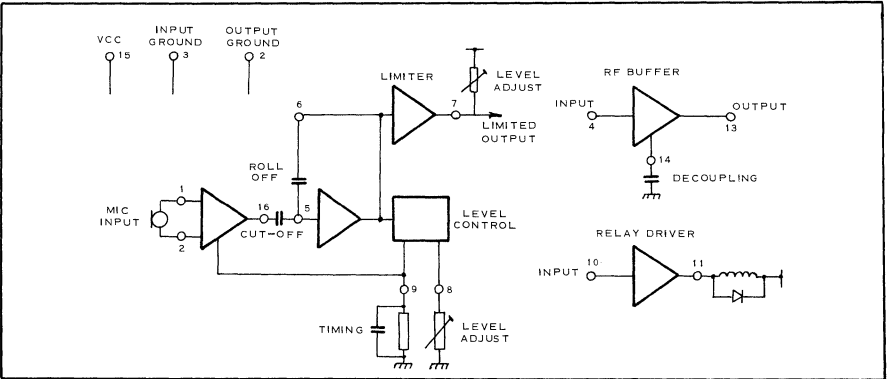 VCC
15
INPUT
GROUND
3
OUTPUT
GROUND
2
LIMITER
LEVEL
ADJUST
6
7
LIMITED
OUTPUT
RF BUFFER
INPUT
4
OUTPUT
13
14
DECOUPLING
ROLL
OFF
MIC
INPUT
1
2
16
5
CUT-OFF
LEVEL
CONTROL
RELAY DRIVER
INPUT
10
11
9
8
TIMING
LEVEL
ADJUST